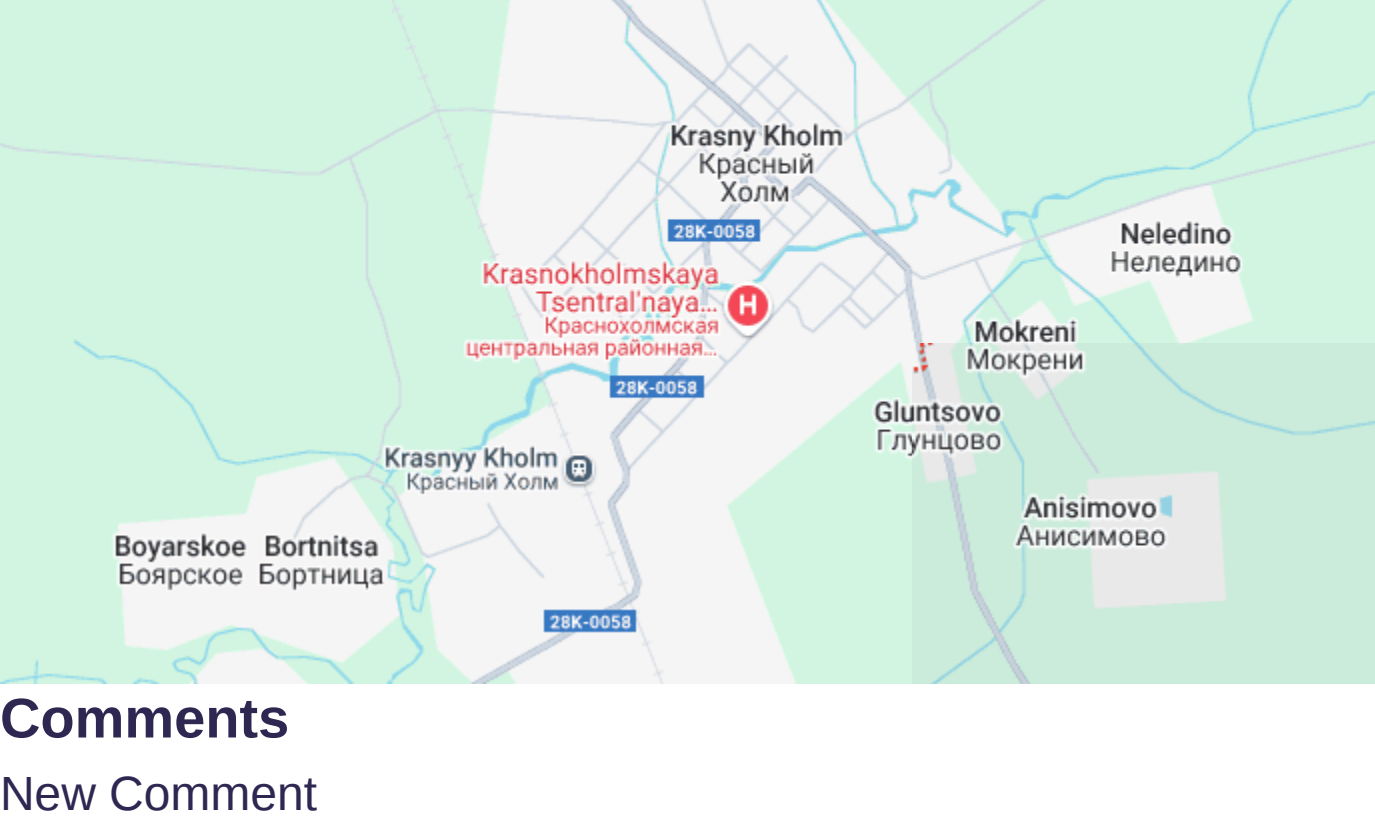 Krasny Kholm
Красный
Холм
28K-0058
Neledino
Неледино
Krasnokholmskaya
Tsentral'naya...
Краснохолмская
центральная районная...
H
Mokreni
Мокрени
28K-0058
Gluntsovo
Глунцово
Krasnyy Kholm
Красный Холм
Anisimovo
Анисимово
Boyarskoe
Боярское
Bortnitsa
Бортница
28K-0058
Comments
New Comment